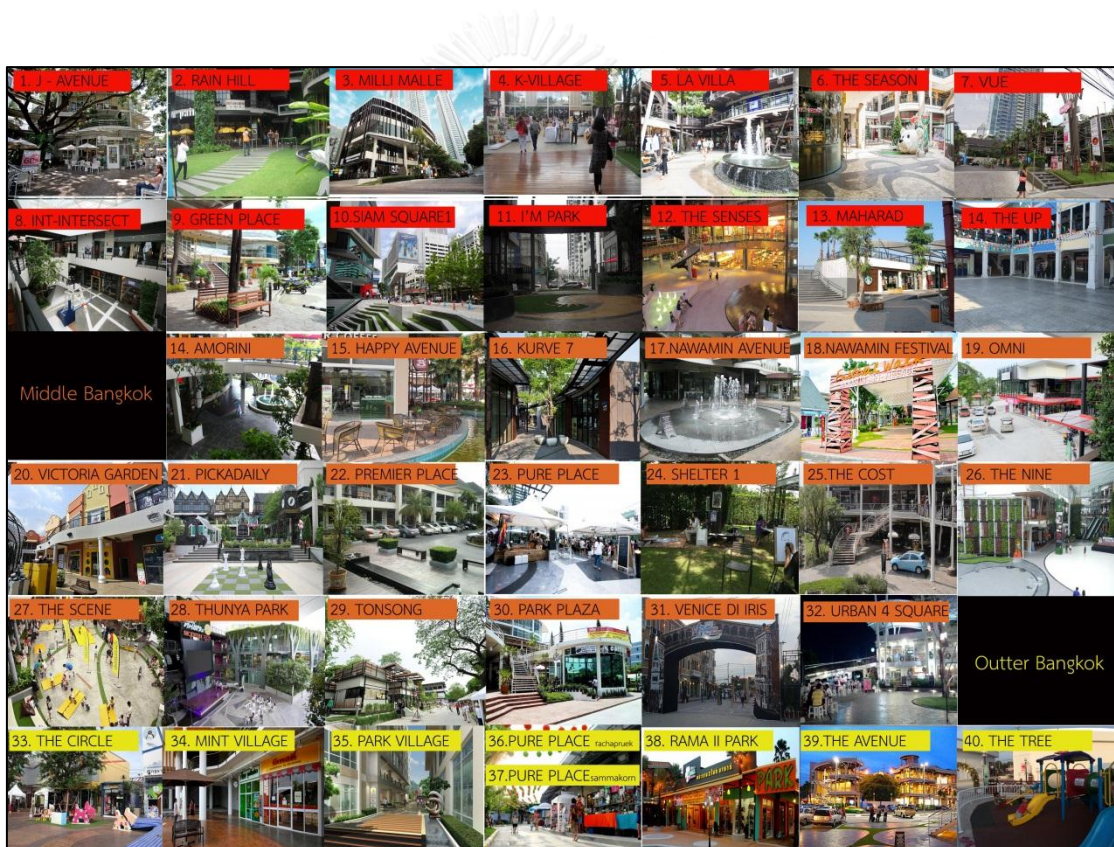 1. J - AVENUE
2. RAIN HILL
3. MILLI MALLE
4. K-VILLAGE
5. LA VILLA
6. THE SEASON
7. VUE
8. INT-INTERSECT
9. GREEN PLACE
10.SIAM SQUARE1
11. I'M PARK
12. THE SENSES
13. MAHARAD
14. THE UP
Middle Bangkok
14. AMORINI
15. HAPPY AVENUE
16. KURVE 7
17.NAWAMIN AVENUE
18.NAWAMIN FESTIVAL
19. OMNI
20. VICTORIA GARDEN
21. PICKADAILY
22. PREMIER PLACE
23. PURE PLACE
24. SHELTER 1
25.THE COST
26. THE NINE
27. THE SCENE
28. THUNYA PARK
29. TONSONG
30. PARK PLAZA
31. VENICE DI IRIS
32. URBAN 4 SQUARE
Outter Bangkok
33. THE CIRCLE
34. MINT VILLAGE
35. PARK VILLAGE
36.PURE PLACE rachapruek
37.PURE PLACE sammakorn
38. RAMA II PARK
PARK
39.THE AVENUE
40. THE TREE